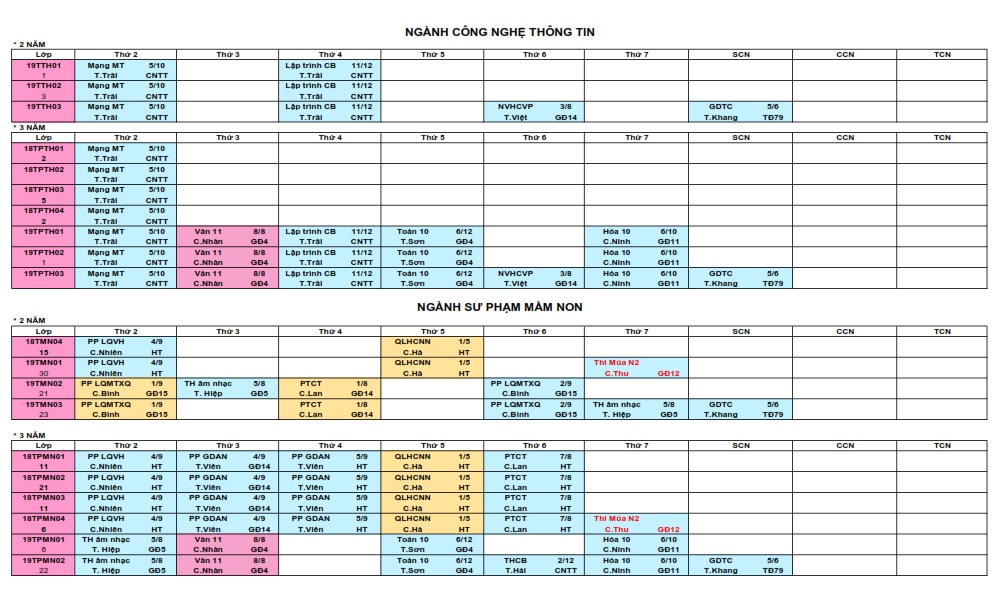 NGÀNH CÔNG NGHỆ THÔNG TIN
* 2 NĂM
Lớp Thứ 2 Thứ 3 Thứ 4 Thứ 5 Thứ 6 Thứ 7 SCN CCN TCN
19TTH01 Mạng MT 5/10 Lập trình CB 11/12
1 T.Trãi CNTT T.Trãi CNTT
19TTH02 Mạng MT 5/10 Lập trình CB 11/12
3 T.Trãi CNTT T.Trãi CNTT
19TTH03 Mạng MT 5/10 Lập trình CB 11/12 NVHCVP 3/8 GDTC 5/6
T.Trãi CNTT T.Trãi CNTT T.Việt GĐ14 T.Khang TĐ79
* 3 NĂM
Lớp Thứ 2 Thứ 3 Thứ 4 Thứ 5 Thứ 6 Thứ 7 SCN CCN TCN
18TPTH01 Mạng MT 5/10
2 T.Trãi CNTT
18TPTH02 Mạng MT 5/10
T.Trãi CNTT
18TPTH03 Mạng MT 5/10
5 T.Trãi CNTT
18TPTH04 Mạng MT 5/10
2 T.Trãi CNTT
19TPTH01 Mạng MT 5/10 Văn 11 8/8 Lập trình CB 11/12 Toán 10 6/12 Hóa 10 6/10
T.Trãi CNTT C.Nhàn GĐ4 T.Trãi CNTT T.Sơn GĐ4 C.Ninh GĐ11
19TPTH02 Mạng MT 5/10 Văn 11 8/8 Lập trình CB 11/12 Toán 10 6/12 Hóa 10 6/10
1 T.Trãi CNTT C.Nhàn GĐ4 T.Trãi CNTT T.Sơn GĐ4 C.Ninh GĐ11
19TPTH03 Mạng MT 5/10 Văn 11 8/8 Lập trình CB 11/12 Toán 10 6/12 NVHCVP 3/8 Hóa 10 6/10 GDTC 5/6
T.Trãi CNTT C.Nhàn GĐ4 T.Trãi CNTT T.Sơn GĐ4 T.Việt GĐ14 C.Ninh GĐ11 T.Khang TĐ79
NGÀNH SƯ PHẠM MẦM NON
* 2 NĂM
Lớp Thứ 2 Thứ 3 Thứ 4 Thứ 5 Thứ 6 Thứ 7 SCN CCN TCN
18TMN04 PP LQVH 4/9 QLHCNN 1/5
15 C.Nhiên HT C.Hà HT
19TMN01 PP LQVH 4/9 QLHCNN 1/5 Thi Múa N2
30 C.Nhiên HT C.Hà HT C.Thu GĐ12
19TMN02 PP LQMTXQ 1/9 TH âm nhạc 5/8 PTCT 1/8 PP LQMTXQ 2/9
21 C.Bình GĐ15 T. Hiệp GĐ5 C.Lan GĐ14 C.Bình GĐ15
19TMN03 PP LQMTXQ 1/9 PTCT 1/8 PP LQMTXQ 2/9 TH âm nhạc 5/8 GDTC 5/6
23 C.Bình GĐ15 C.Lan GĐ14 C.Bình GĐ15 T. Hiệp GĐ5 T.Khang TĐ79
* 3 NĂM
Lớp Thứ 2 Thứ 3 Thứ 4 Thứ 5 Thứ 6 Thứ 7 SCN CCN TCN
18TPMN01 PP LQVH 4/9 PP GDAN 4/9 PP GDAN 5/9 QLHCNN 1/5 PTCT 7/8
11 C.Nhiên HT T.Viên GĐ14 T.Viên HT C.Hà HT C.Lan HT
18TPMN02 PP LQVH 4/9 PP GDAN 4/9 PP GDAN 5/9 QLHCNN 1/5 PTCT 7/8
21 C.Nhiên HT T.Viên GĐ14 T.Viên HT C.Hà HT C.Lan HT
18TPMN03 PP LQVH 4/9 PP GDAN 4/9 PP GDAN 5/9 QLHCNN 1/5 PTCT 7/8
11 C.Nhiên HT T.Viên GĐ14 T.Viên HT C.Hà HT C.Lan HT
18TPMN04 PP LQVH 4/9 PP GDAN 4/9 PP GDAN 5/9 QLHCNN 1/5 PTCT 7/8 Thi Múa N2
6 C.Nhiên HT T.Viên GĐ14 T.Viên HT C.Hà HT C.Lan HT C.Thu GĐ12
19TPMN01 TH âm nhạc 5/8 Văn 11 8/8 Toán 10 6/12 Hóa 10 6/10
8 T. Hiệp GĐ5 C.Nhàn GĐ4 T.Sơn GĐ4 C.Ninh GĐ11
19TPMN02 TH âm nhạc 5/8 Văn 11 8/8 Toán 10 6/12 THCB 2/12 Hóa 10 6/10 GDTC 5/6
22 T. Hiệp GĐ5 C.Nhàn GĐ4 T.Sơn GĐ4 T.Hải CNTT C.Ninh GĐ11 T.Khang TĐ79